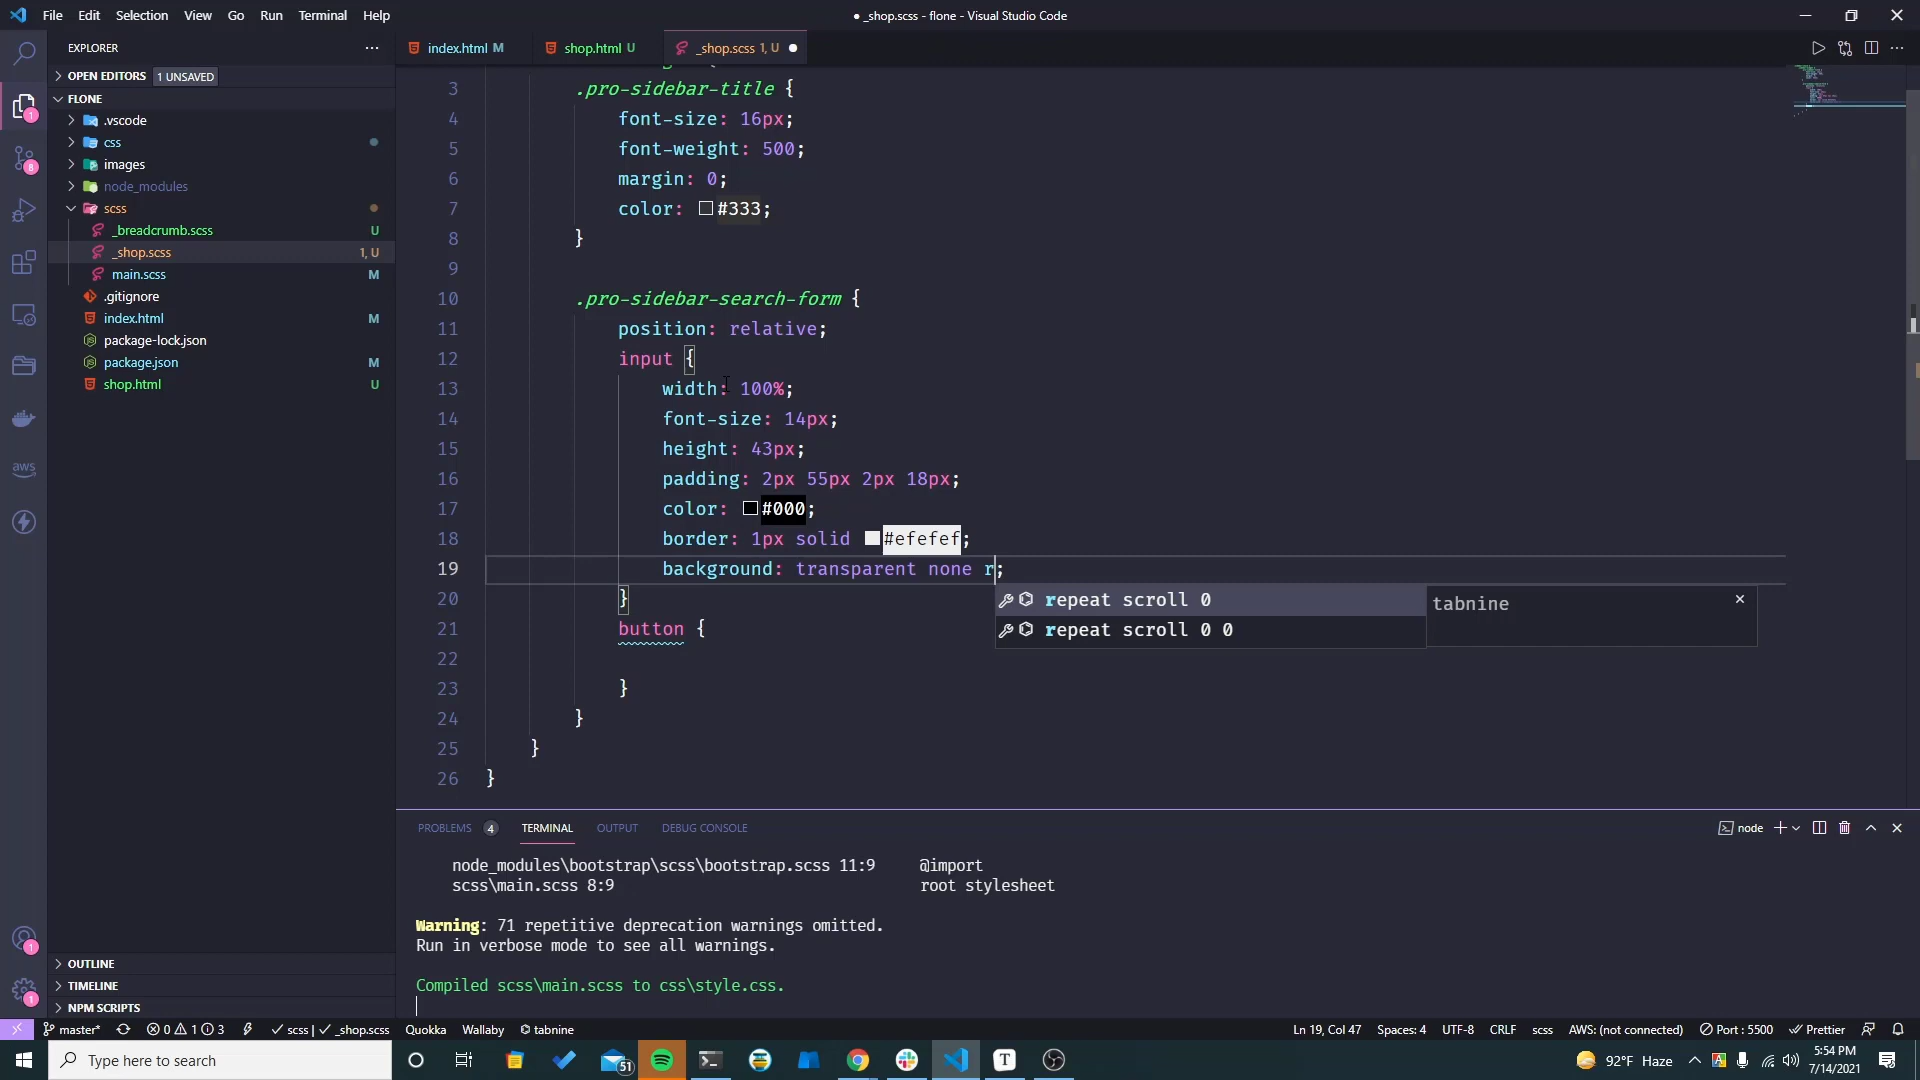 File Edit Selection View Go Run Terminal Help
● _shop.scss - flone - Visual Studio Code
EXPLORER
OPEN EDITORS 1 UNSAVED
FLONE
.vscode
css
images
node_modules
scss
_breadcrumb.scss U
_shop.scss 1, U
main.scss M
.gitignore
index.html M
package-lock.json
package.json M
shop.html U
OUTLINE
TIMELINE
NPM SCRIPTS
1
8
aws
1
1
index.html M shop.html U _shop.scss 1, U
3 .pro-sidebar-title {
4 font-size: 16px;
5 font-weight: 500;
6 margin: 0;
7 color: #333;
8 }
9
10 .pro-sidebar-search-form {
11 position: relative;
12 input {
13 width: 100%;
14 font-size: 14px;
15 height: 43px;
16 padding: 2px 55px 2px 18px;
17 color: #000;
18 border: 1px solid #efefef;
19 background: transparent none r;
20 }
21 button {
22
23 }
24 }
25 }
26 }
repeat scroll 0
repeat scroll 0 0
tabnine
PROBLEMS 4 TERMINAL OUTPUT DEBUG CONSOLE
node
node_modules\bootstrap\scss\bootstrap.scss 11:9 @import
scss\main.scss 8:9 root stylesheet
Warning: 71 repetitive deprecation warnings omitted.
Run in verbose mode to see all warnings.
Compiled scss\main.scss to css\style.css.
master* 0 1 3 scss | _shop.scss Quokka Wallaby tabnine
Ln 19, Col 47 Spaces: 4 UTF-8 CRLF scss AWS: (not connected) Port : 5500 Prettier
Type here to search
51
T
92°F Haze
A
5:54 PM
7/14/2021